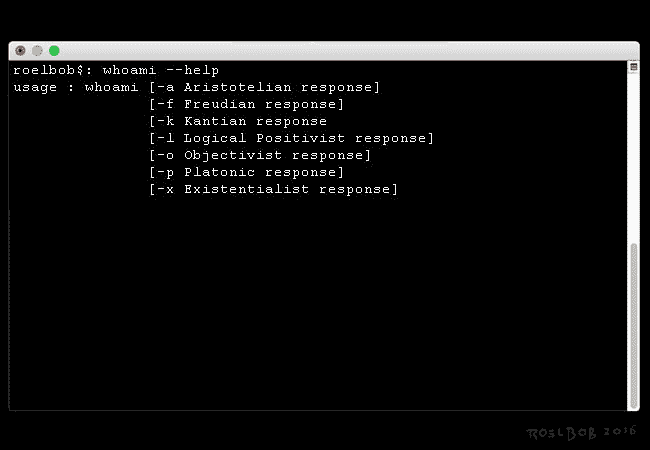 roelbob$: whoami --help
usage : whoami [-a Aristotelian response]
[-f Freudian response]
[-k Kantian response
[-l Logical Positivist response]
[-o Objectivist response]
[-p Platonic response]
[-x Existentialist response]
ROELBOB 2016